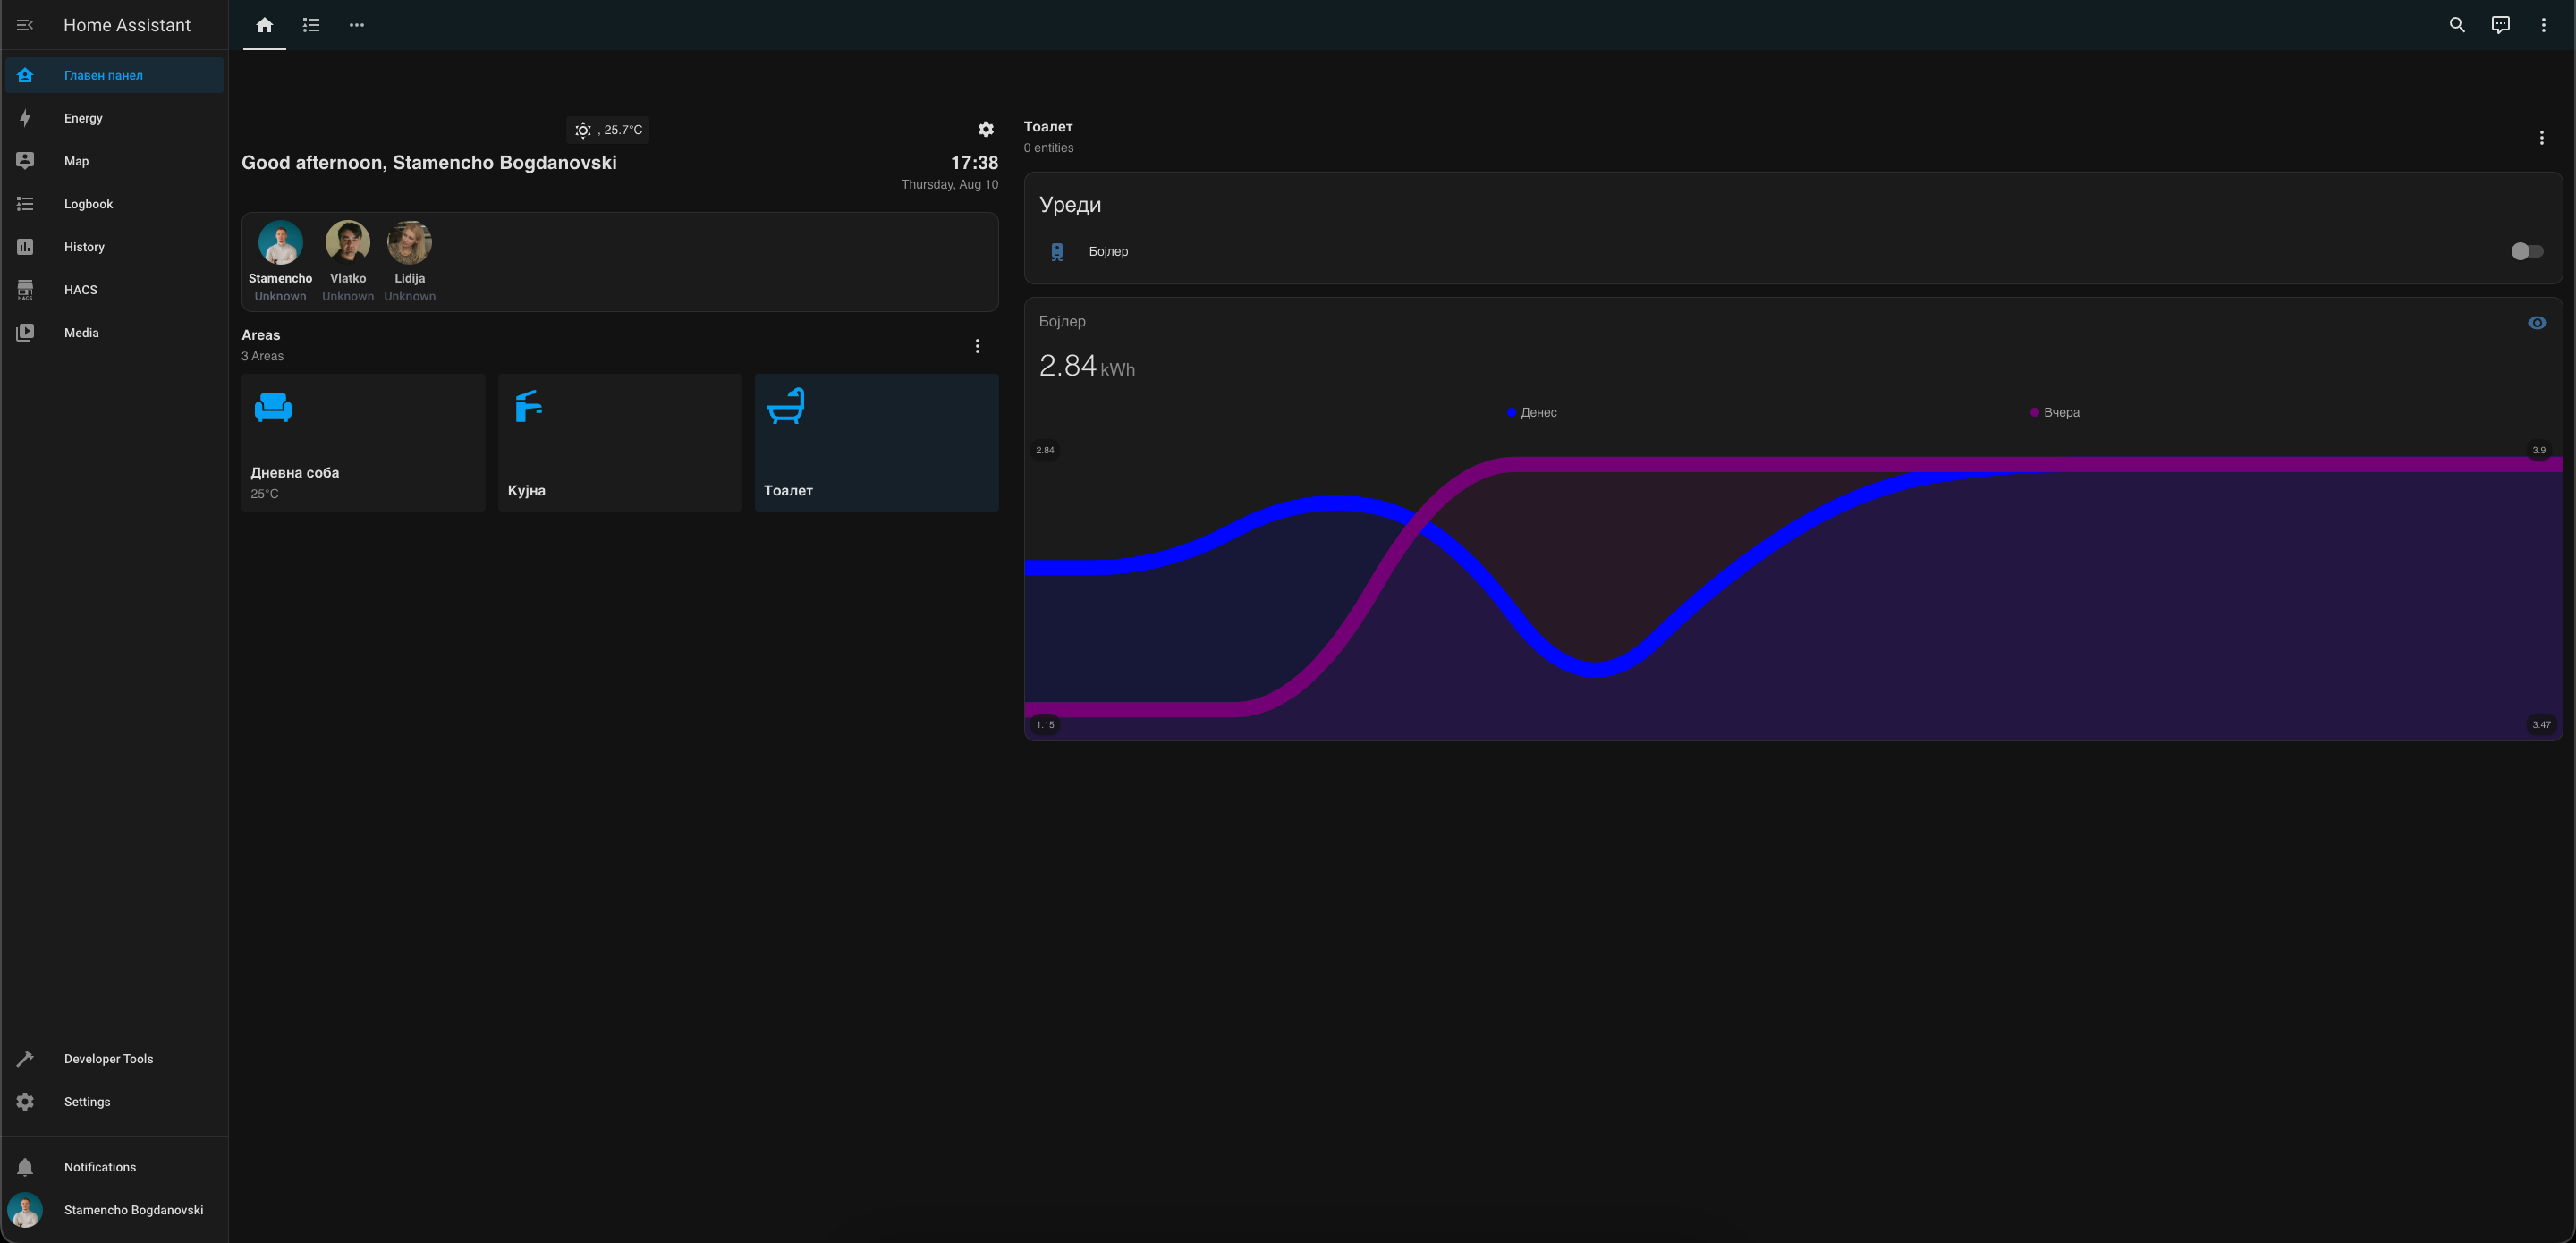 Home Assistant
Главен панел
Energy
Map
Logbook
History
HACS
HACS
Media
Developer Tools
Settings
Notifications
Stamencho Bogdanovski
, 25.7°C
Good afternoon, Stamencho Bogdanovski
17:38
Thursday, Aug 10
Stamencho
Unknown
Vlatko
Unknown
Lidija
Unknown
Areas
3 Areas
Дневна соба
25°C
Кујна
Тоалет
Тоалет
0 entities
Уреди
Бојлер
Бојлер
2.84 kWh
Денес
Вчера
2.84
3.9
1.15
3.47